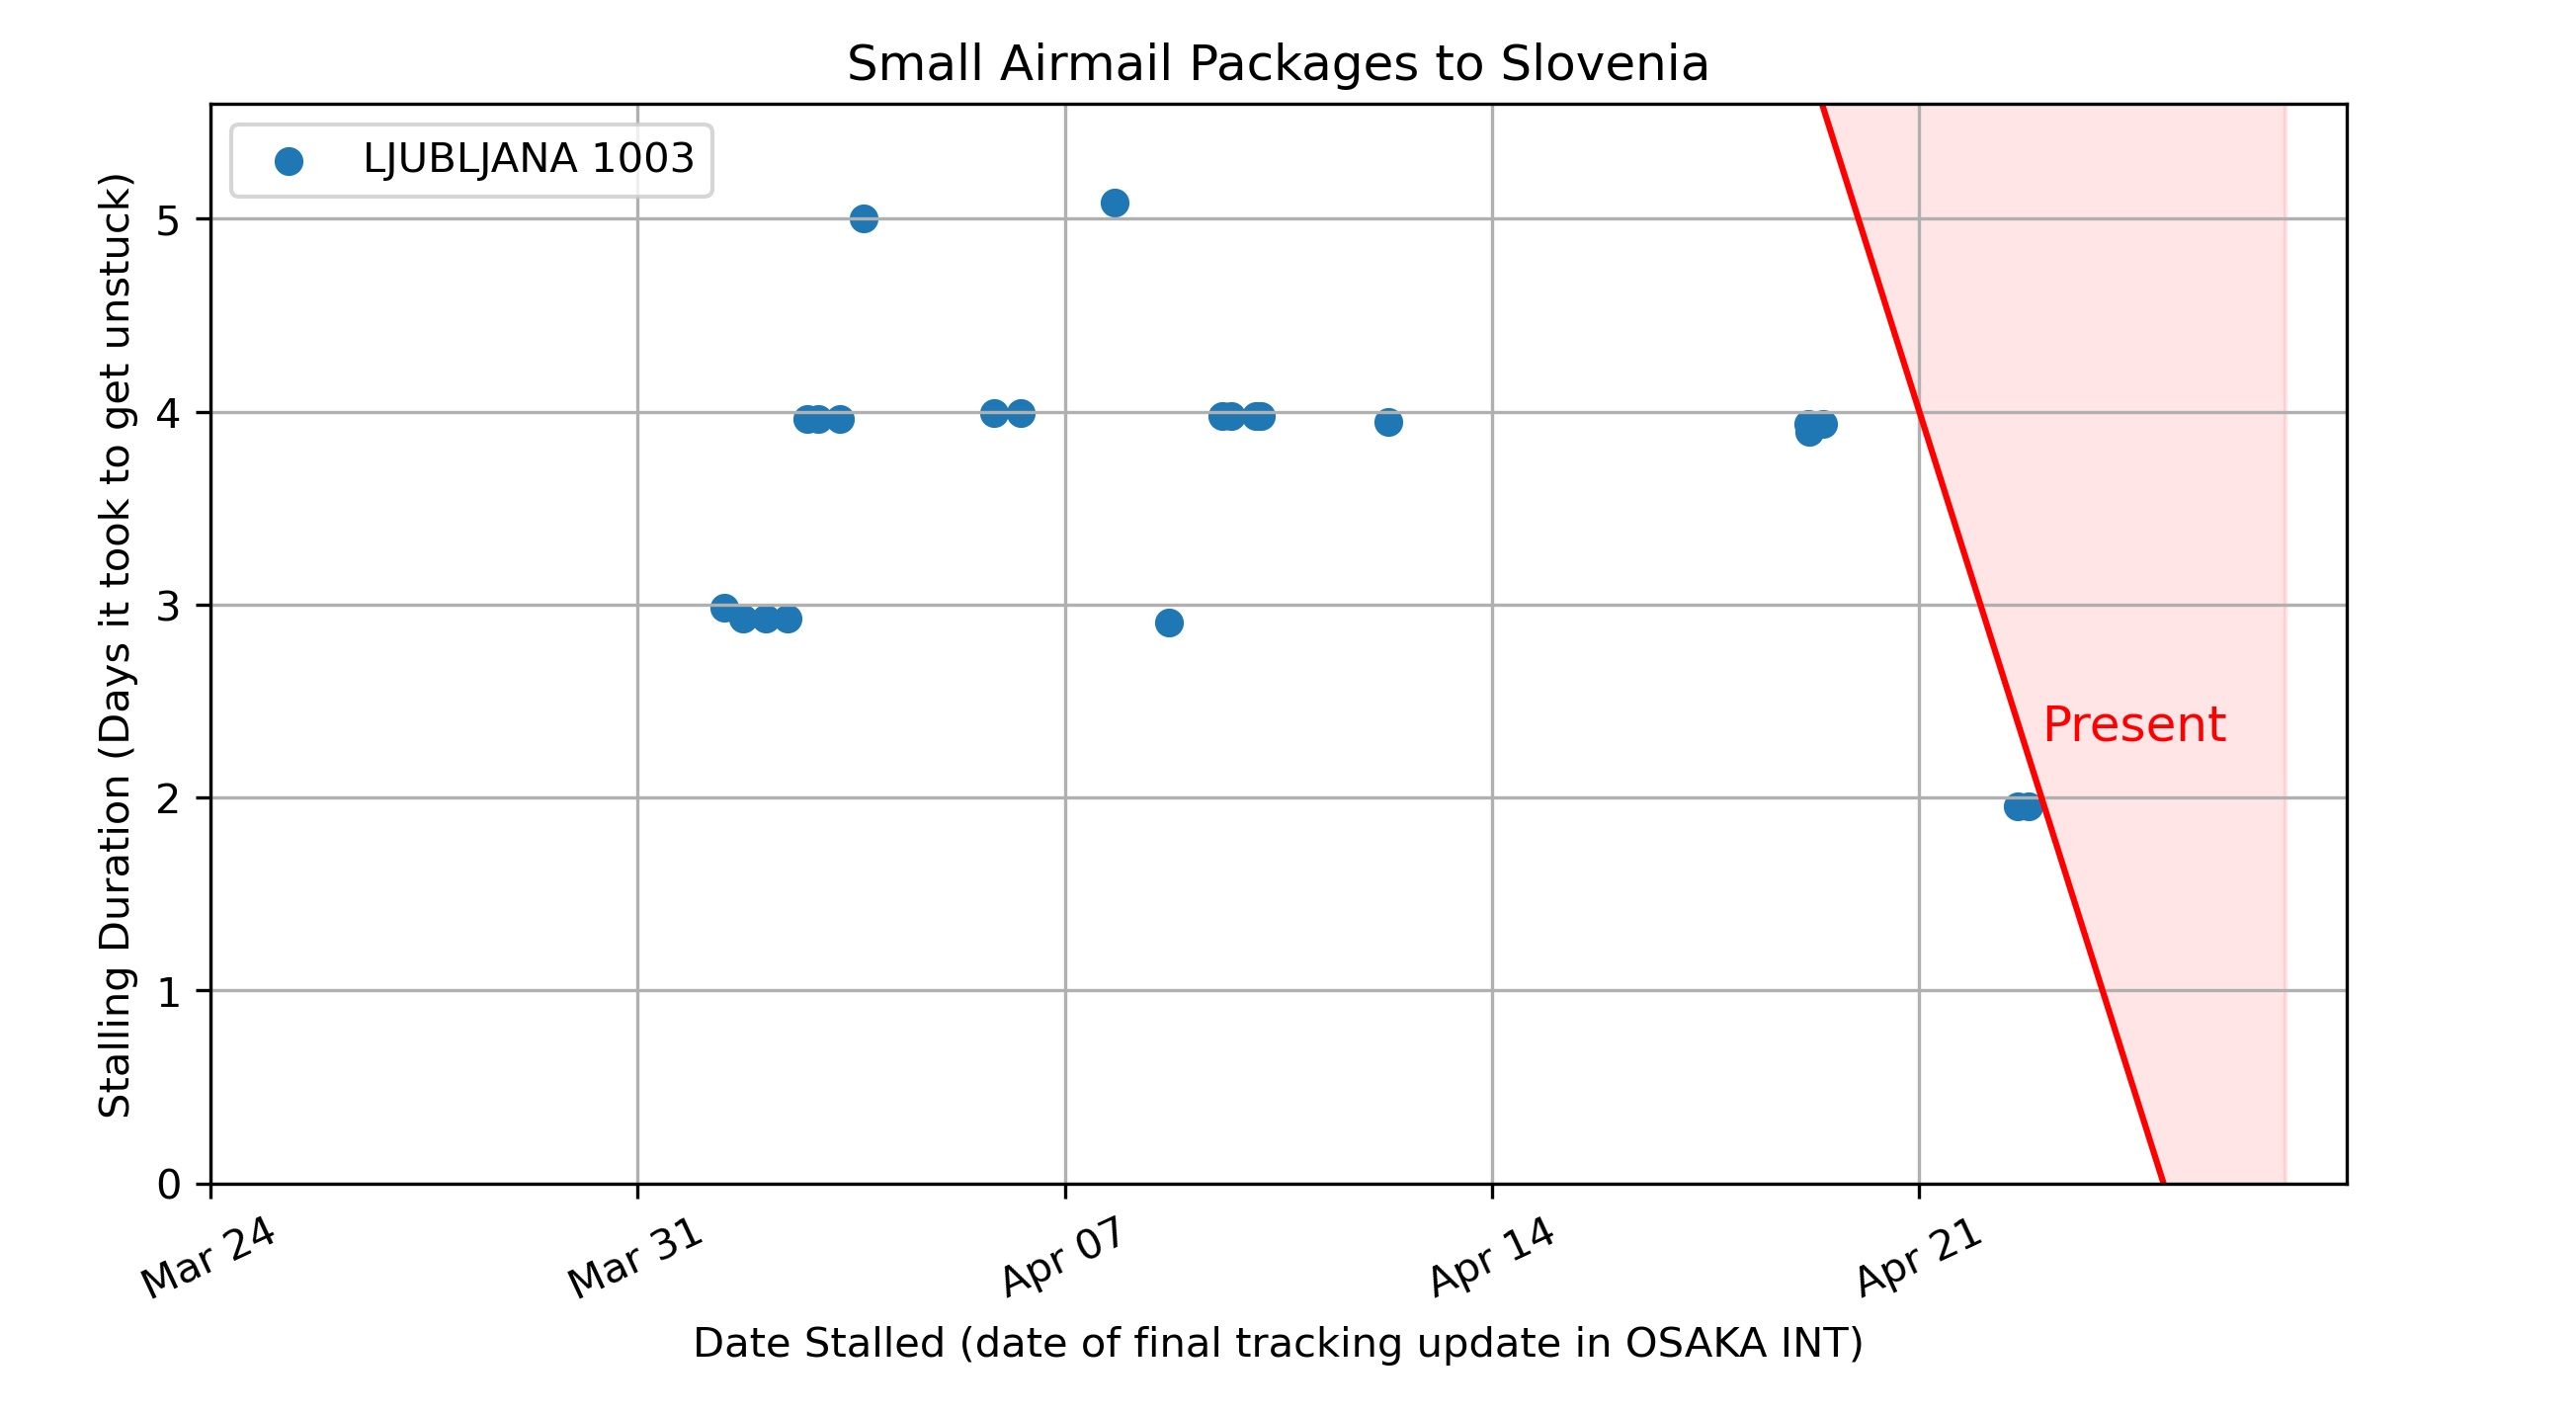 Small Airmail Packages to Slovenia
LJUBLJANA 1003
Stalling Duration (Days it took to get unstuck)
5
4
3
2
1
0
Present
Mar 24
Mar 31
Apr 07
Apr 14
Apr 21
Date Stalled (date of final tracking update in OSAKA INT)